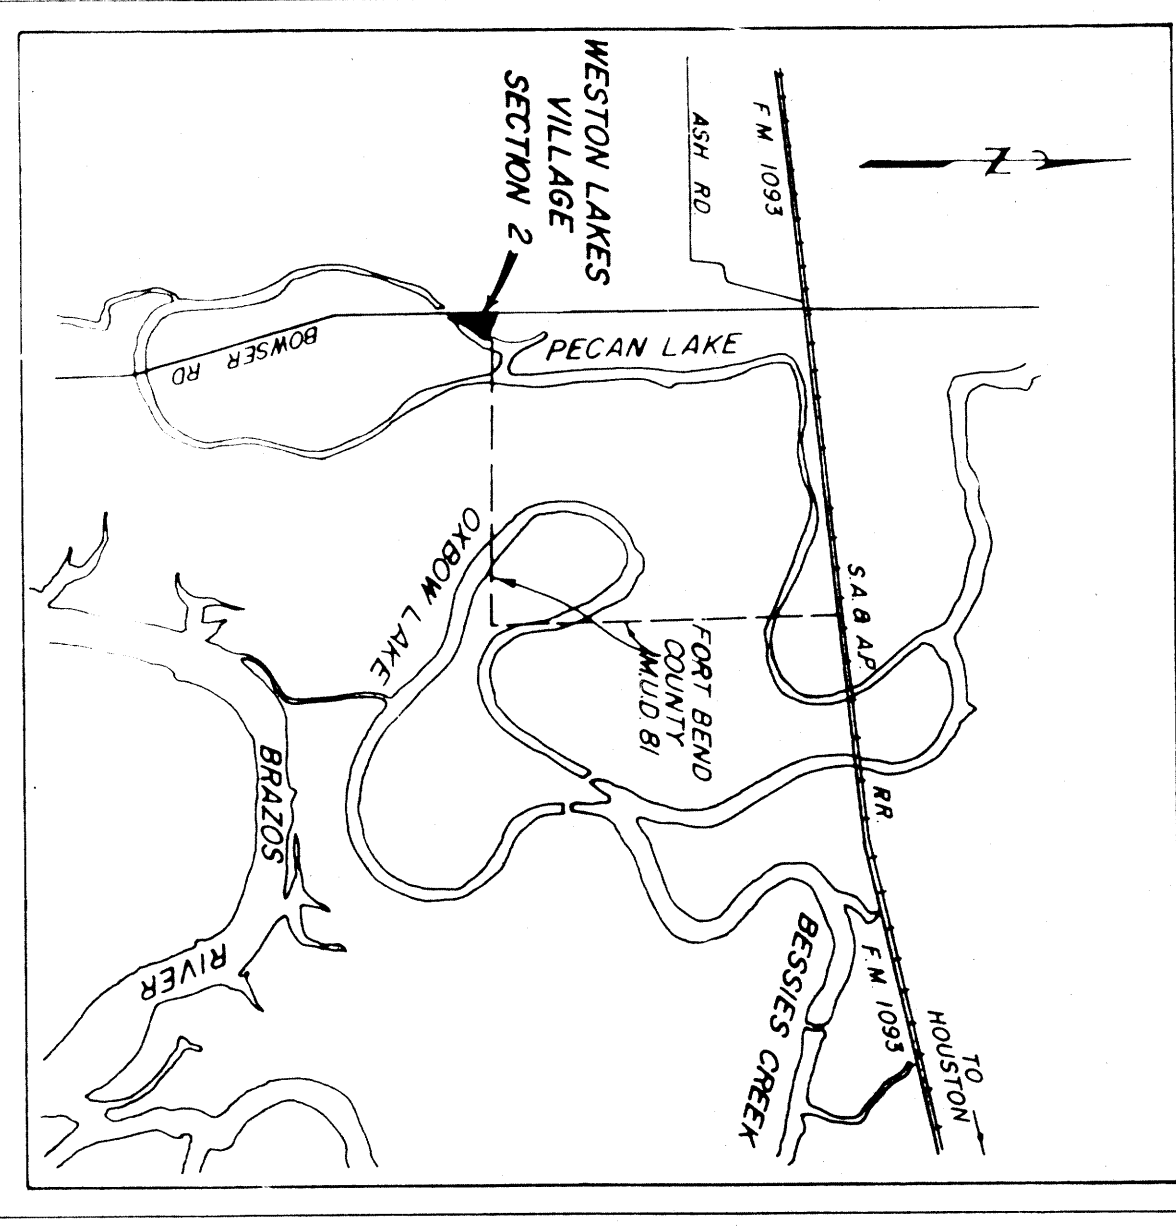 WESTON LAKES
VILLAGE
SECTION 2
ASH RD.
F.M. 1093
N
BOWSER RD
PECAN LAKE
OXBOW LAKE
S.A. & A.P.
RR.
FORT BEND
COUNTY
M.U.D. 81
BRAZOS
RIVER
BESSIES CREEK
F.M. 1093
TO
HOUSTON